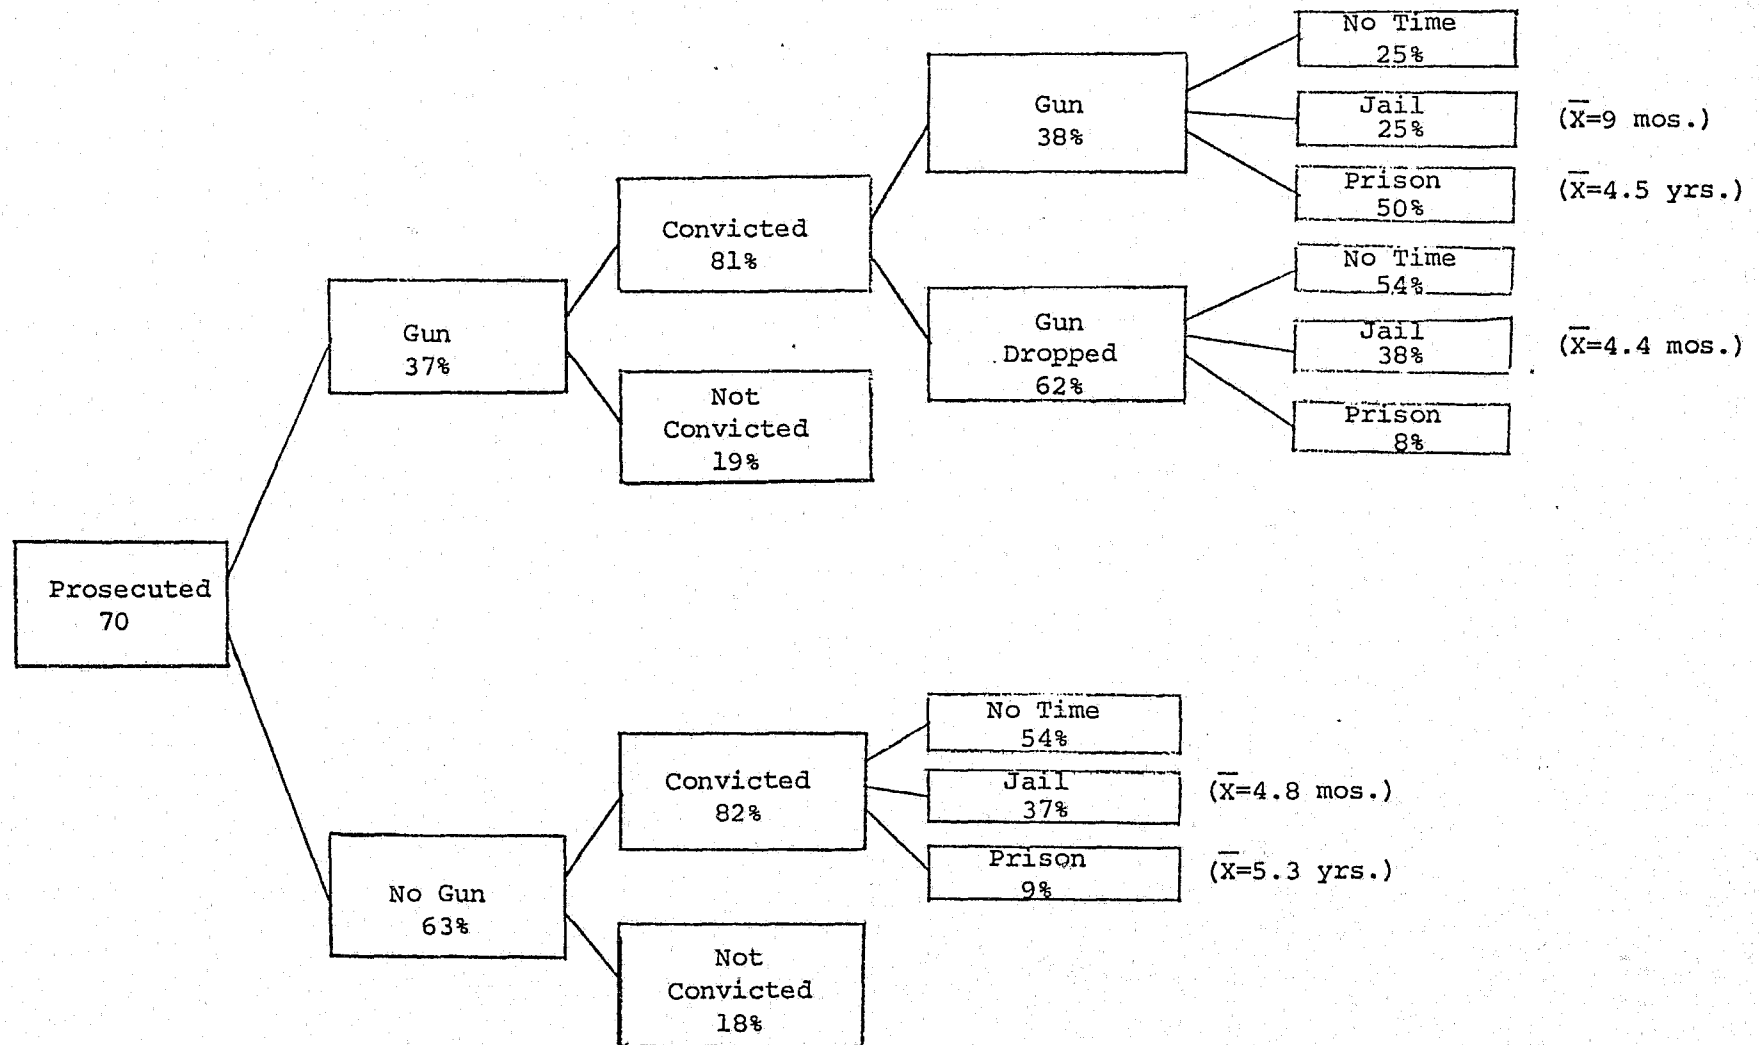 No Time
25%
Jail
25%
(X̅=9 mos.)
Prison
50%
(X̅=4.5 yrs.)
Gun
38%
Convicted
81%
No Time
54%
Jail
38%
(X̅=4.4 mos.)
Prison
8%
Gun
Dropped
62%
Gun
37%
Not
Convicted
19%
Prosecuted
70
No Time
54%
Jail
37%
(X̅=4.8 mos.)
Prison
9%
(X̅=5.3 yrs.)
Convicted
82%
No Gun
63%
Not
Convicted
18%